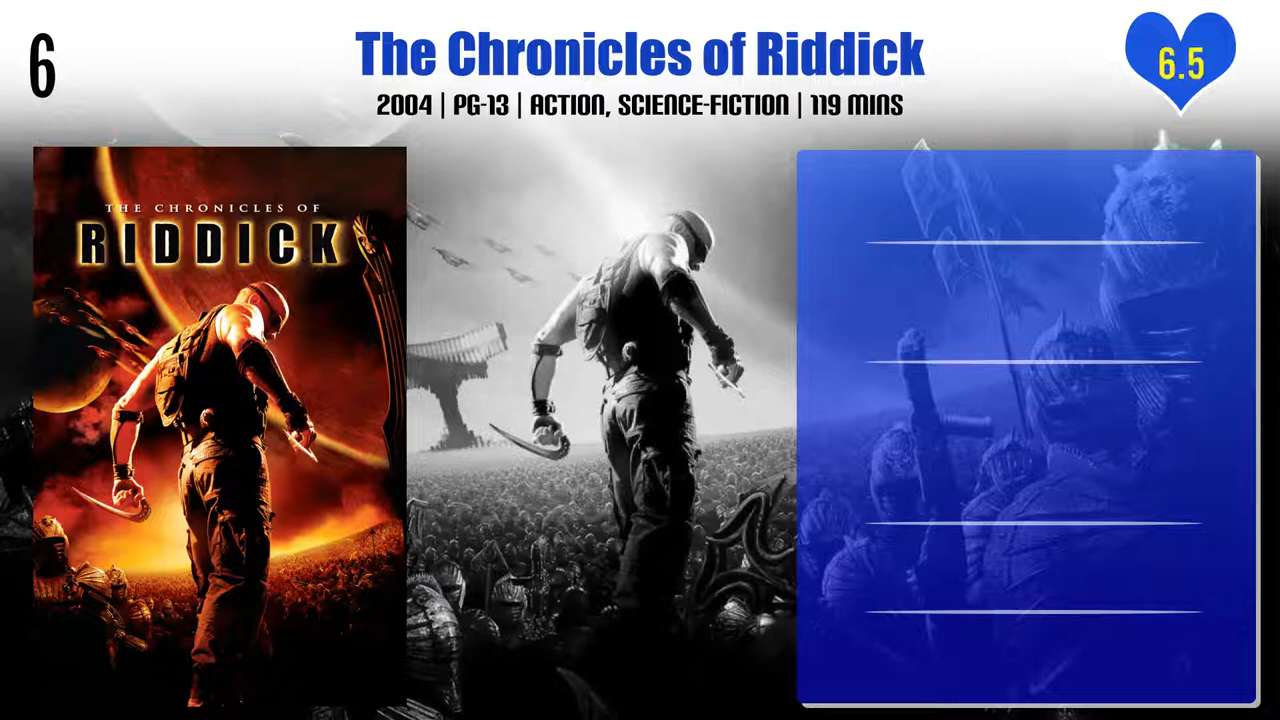 6
The Chronicles of Riddick
6.5
2004 | PG-13 | ACTION, SCIENCE-FICTION | 119 MINS
THE CHRONICLES OF
RIDDICK